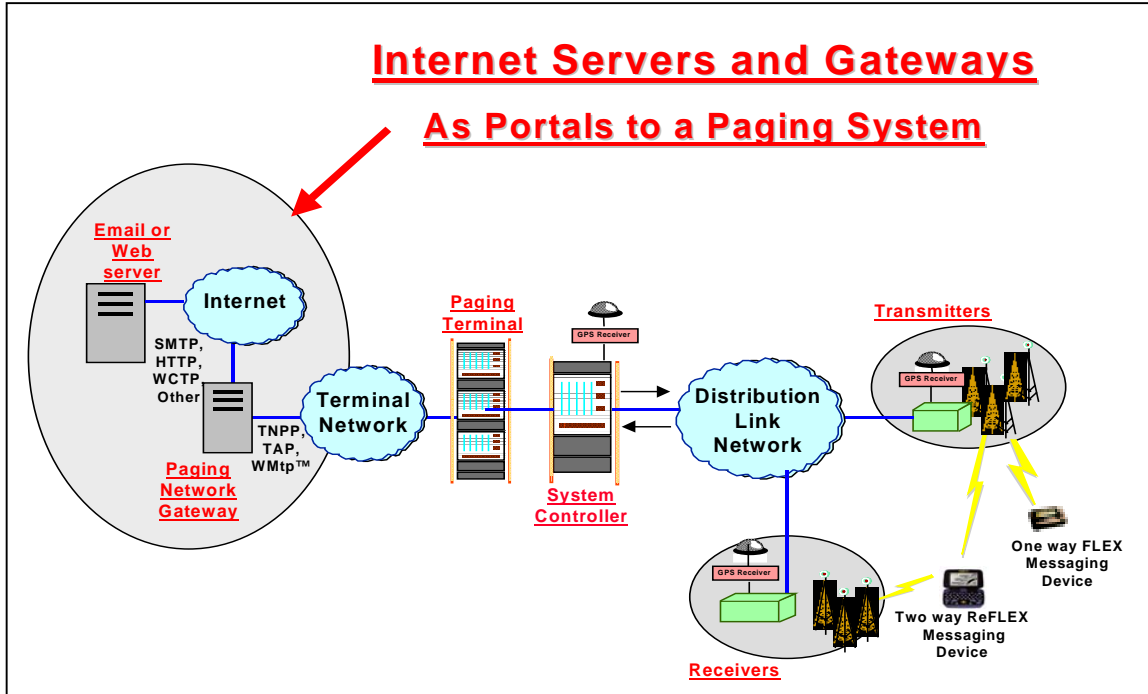 Internet Servers and Gateways
As Portals to a Paging System
Email or
Web
server
Internet
SMTP,
HTTP,
WCTP,
Other
Paging
Network
Gateway
TNPP,
TAP,
WMtp™
Terminal
Network
Paging
Terminal
GPS Receiver
System
Controller
Distribution
Link
Network
Transmitters
GPS Receiver
One way FLEX
Messaging
Device
GPS Receiver
Two way ReFLEX
Messaging
Device
Receivers